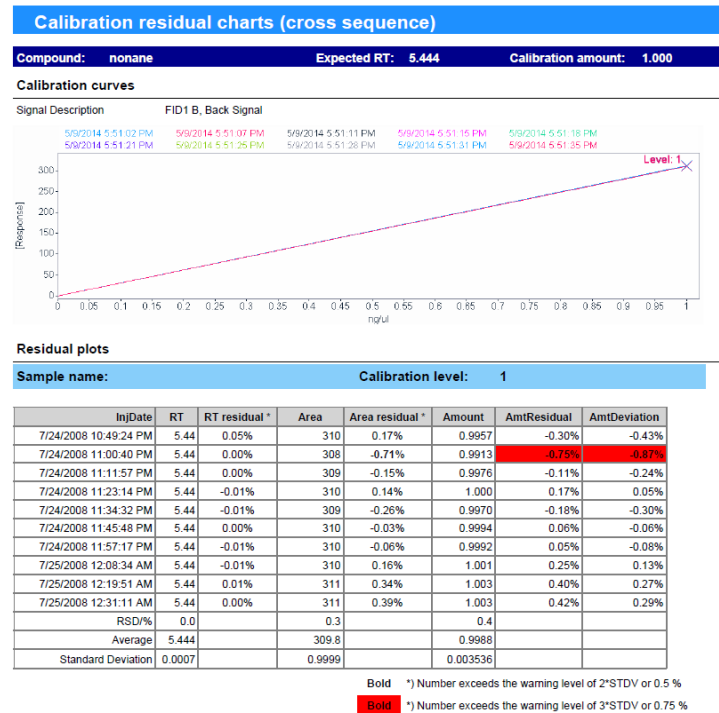 Calibration residual charts (cross sequence)
Compound: nonane Expected RT: 5.444 Calibration amount: 1.000
Calibration curves
Signal Description FID1 B, Back Signal
5/9/2014 5:51:02 PM 5/9/2014 5:51:07 PM 5/9/2014 5:51:11 PM 5/9/2014 5:51:15 PM 5/9/2014 5:51:18 PM
5/9/2014 5:51:21 PM 5/9/2014 5:51:25 PM 5/9/2014 5:51:28 PM 5/9/2014 5:51:31 PM 5/9/2014 5:51:35 PM
Level: 1
300
250
200
150
100
50
0
[Response]
0 0.05 0.1 0.15 0.2 0.25 0.3 0.35 0.4 0.45 0.5 0.55 0.6 0.65 0.7 0.75 0.8 0.85 0.9 0.95 1
ng/ul
Residual plots
Sample name: Calibration level: 1
InjDate RT RT residual * Area Area residual * Amount AmtResidual AmtDeviation
7/24/2008 10:49:24 PM 5.44 0.05% 310 0.17% 0.9957 -0.30% -0.43%
7/24/2008 11:00:40 PM 5.44 0.00% 308 -0.71% 0.9913 -0.75% -0.87%
7/24/2008 11:11:57 PM 5.44 0.00% 309 -0.15% 0.9976 -0.11% -0.24%
7/24/2008 11:23:14 PM 5.44 -0.01% 310 0.14% 1.000 0.17% 0.05%
7/24/2008 11:34:32 PM 5.44 -0.01% 309 -0.26% 0.9970 -0.18% -0.30%
7/24/2008 11:45:48 PM 5.44 0.00% 310 -0.03% 0.9994 0.06% -0.06%
7/24/2008 11:57:17 PM 5.44 -0.01% 310 -0.06% 0.9992 0.05% -0.08%
7/25/2008 12:08:34 AM 5.44 -0.01% 310 0.16% 1.001 0.25% 0.13%
7/25/2008 12:19:51 AM 5.44 0.01% 311 0.34% 1.003 0.40% 0.27%
7/25/2008 12:31:11 AM 5.44 0.00% 311 0.39% 1.003 0.42% 0.29%
RSD/% 0.0 0.3 0.4
Average 5.444 309.8 0.9988
Standard Deviation 0.0007 0.9999 0.003536
Bold *) Number exceeds the warning level of 2*STDV or 0.5 %
Bold *) Number exceeds the warning level of 3*STDV or 0.75 %